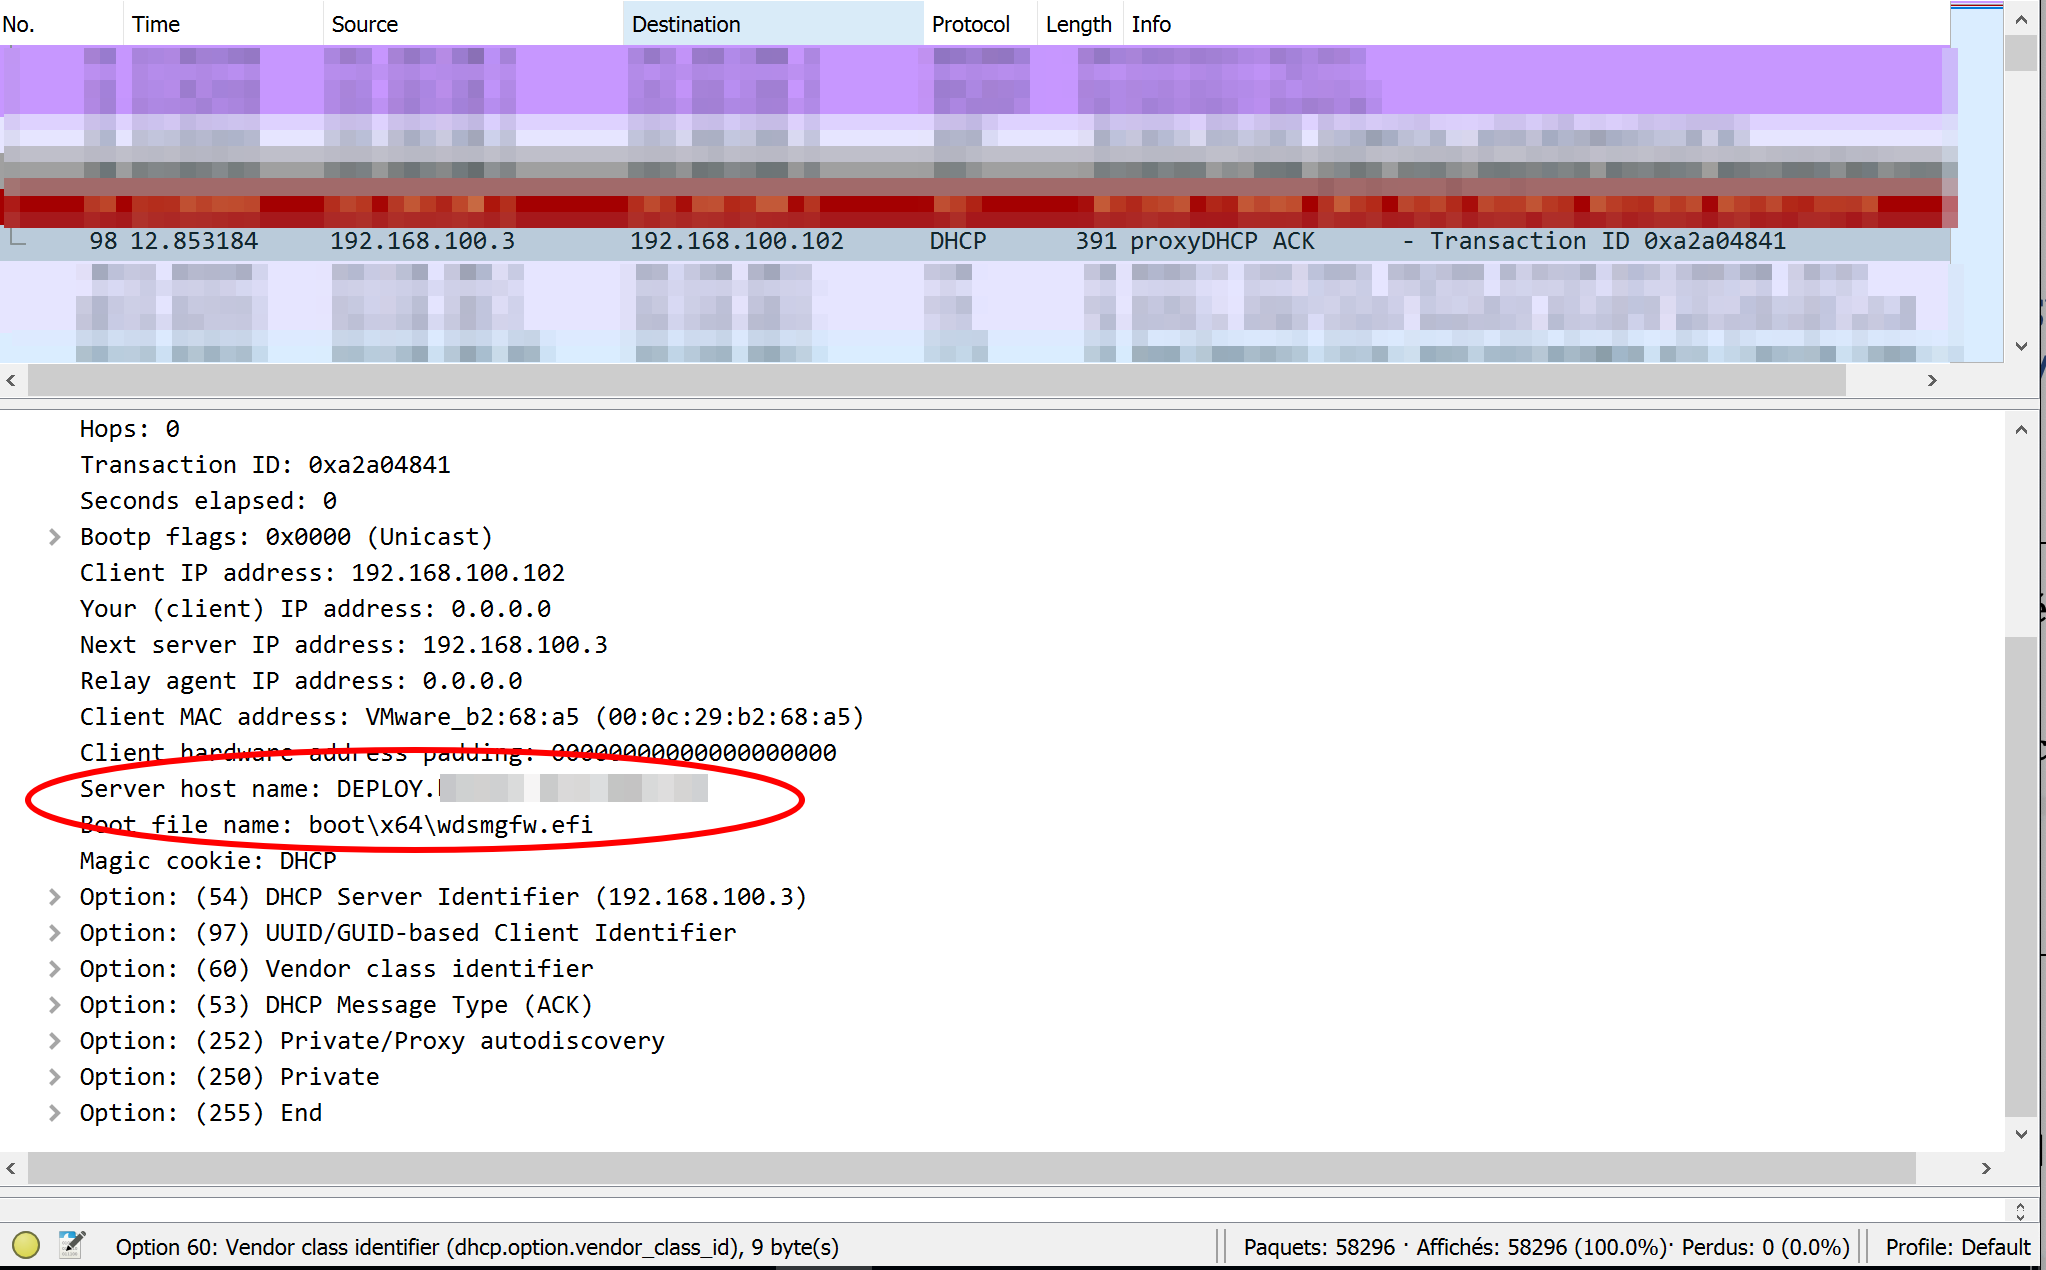 No. Time Source Destination Protocol Length Info
98 12.853184 192.168.100.3 192.168.100.102 DHCP 391 proxyDHCP ACK - Transaction ID 0xa2a04841
Hops: 0
Transaction ID: 0xa2a04841
Seconds elapsed: 0
Bootp flags: 0x0000 (Unicast)
Client IP address: 192.168.100.102
Your (client) IP address: 0.0.0.0
Next server IP address: 192.168.100.3
Relay agent IP address: 0.0.0.0
Client MAC address: VMware_b2:68:a5 (00:0c:29:b2:68:a5)
Client hardware address padding: 00000000000000000000
Server host name: DEPLOY.
Boot file name: boot\x64\wdsmgfw.efi
Magic cookie: DHCP
Option: (54) DHCP Server Identifier (192.168.100.3)
Option: (97) UUID/GUID-based Client Identifier
Option: (60) Vendor class identifier
Option: (53) DHCP Message Type (ACK)
Option: (252) Private/Proxy autodiscovery
Option: (250) Private
Option: (255) End
Option 60: Vendor class identifier (dhcp.option.vendor_class_id), 9 byte(s) Paquets: 58296 · Affichés: 58296 (100.0%) · Perdus: 0 (0.0%) Profile: Default